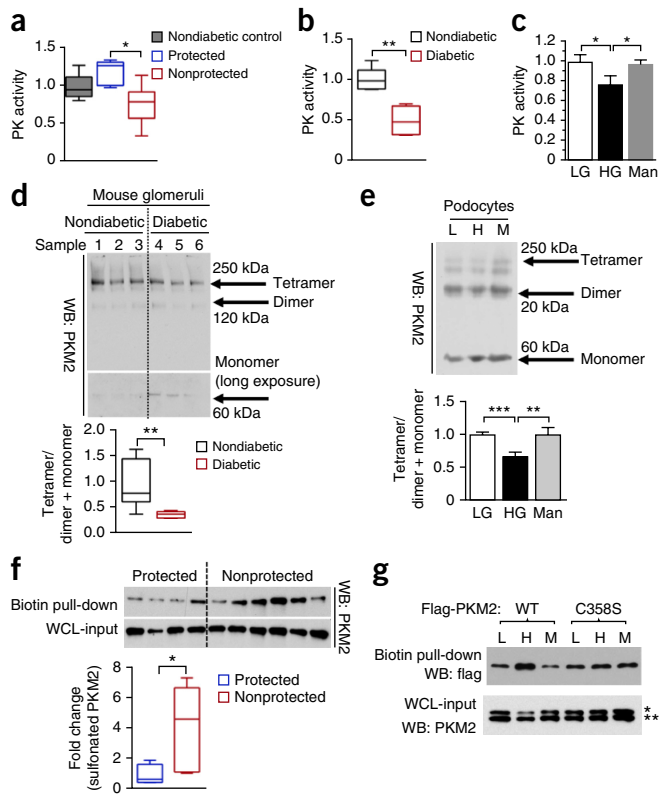 a
PK activity
1.5
1.0
0.5
0
*
Nondiabetic control
Protected
Nonprotected
b
PK activity
1.5
1.0
0.5
0
**
Nondiabetic
Diabetic
c
PK activity
1.2
1.0
0.8
0.6
0.4
0.2
0
* *
LG HG Man
d
Mouse glomeruli
Nondiabetic Diabetic
Sample 1 2 3 4 5 6
WB: PKM2
250 kDa
Tetramer
Dimer
120 kDa
Monomer
(long exposure)
60 kDa
Tetramer/
dimer + monomer
2.0
1.5
1.0
0.5
0.0
**
Nondiabetic
Diabetic
e
Podocytes
L H M
WB: PKM2
250 kDa
Tetramer
Dimer
20 kDa
60 kDa
Monomer
Tetramer/
dimer + monomer
1.5
1.0
0.5
0
*** **
LG HG Man
f
Protected Nonprotected
Biotin pull-down
WCL-input
WB: PKM2
Fold change
(sulfonated PKM2)
8
6
4
2
0
*
Protected
Nonprotected
g
Flag-PKM2: WT C358S
L H M L H M
Biotin pull-down
WB: flag
WCL-input
WB: PKM2
*
**